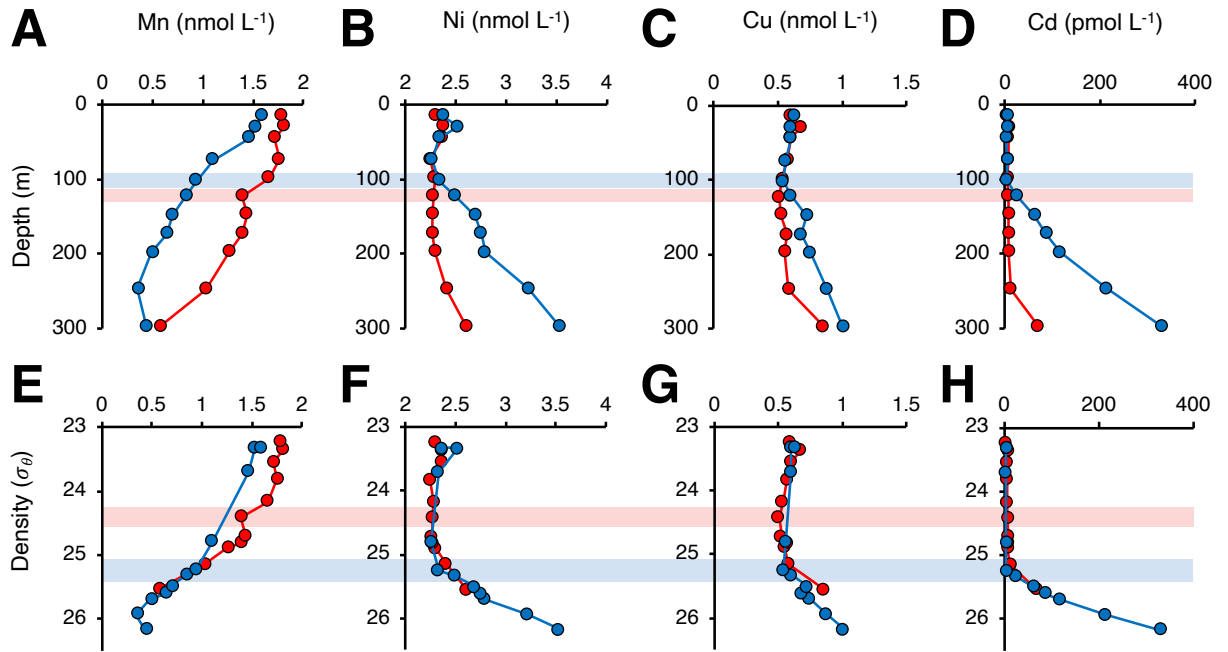 A Mn (nmol L-1) B Ni (nmol L-1) C Cu (nmol L-1) D Cd (pmol L-1)
0 0.5 1 1.5 2 2 2.5 3 3.5 4 0 0.5 1 1.5 0 200 400
0 0 0 0
100 100 100 100
200 200 200 200
300 300 300 300
Depth (m)
E F G H
0 0.5 1 1.5 2 2 2.5 3 3.5 4 0 0.5 1 1.5 0 200 400
23 23 23 23
24 24 24 24
25 25 25 25
26 26 26 26
Density (σθ)